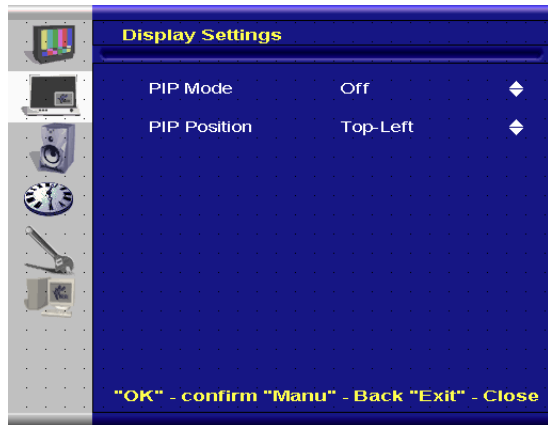 Display Settings
PIP Mode Off
PIP Position Top-Left
"OK" - confirm "Manu" - Back "Exit" - Close